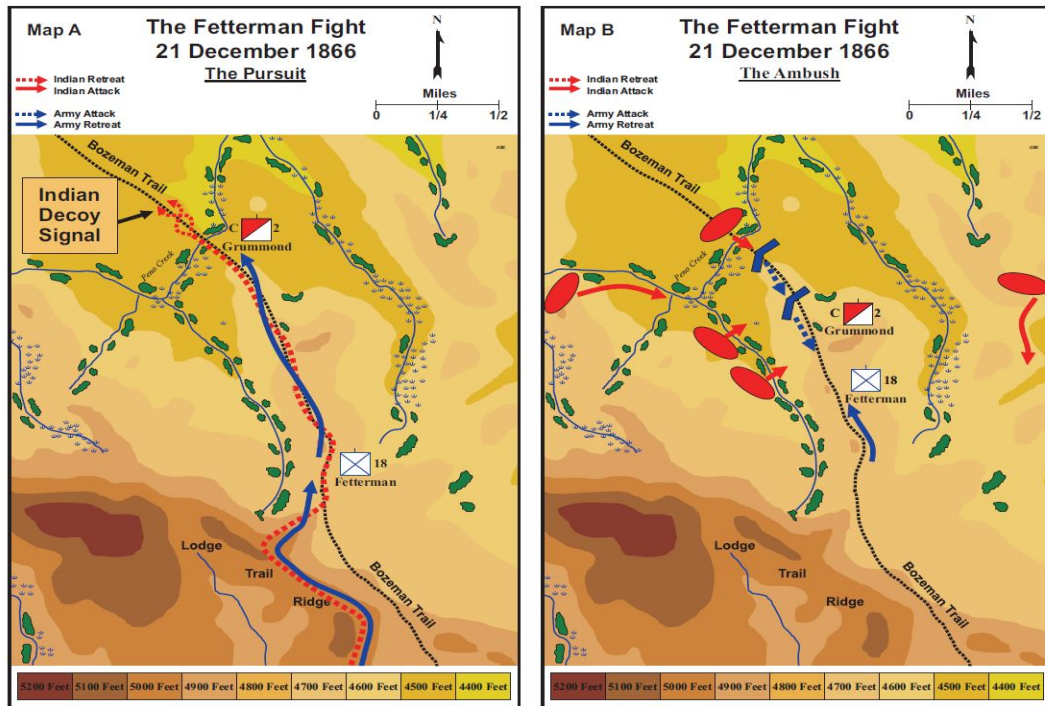 Map A
The Fetterman Fight
21 December 1866
The Pursuit
N
Indian Retreat
Indian Attack
Army Attack
Army Retreat
Miles
0 1/4 1/2
Bozeman Trail
Indian
Decoy
Signal
C 2
Grummond
Peno Creek
18
Fetterman
Lodge
Trail
Ridge
Bozeman Trail
5200 Feet 5100 Feet 5000 Feet 4900 Feet 4800 Feet 4700 Feet 4600 Feet 4500 Feet 4400 Feet
Map B
The Fetterman Fight
21 December 1866
The Ambush
N
Indian Retreat
Indian Attack
Army Attack
Army Retreat
Miles
0 1/4 1/2
Bozeman Trail
Peno Creek
C 2
Grummond
18
Fetterman
Lodge
Trail
Ridge
Bozeman Trail
5200 Feet 5100 Feet 5000 Feet 4900 Feet 4800 Feet 4700 Feet 4600 Feet 4500 Feet 4400 Feet